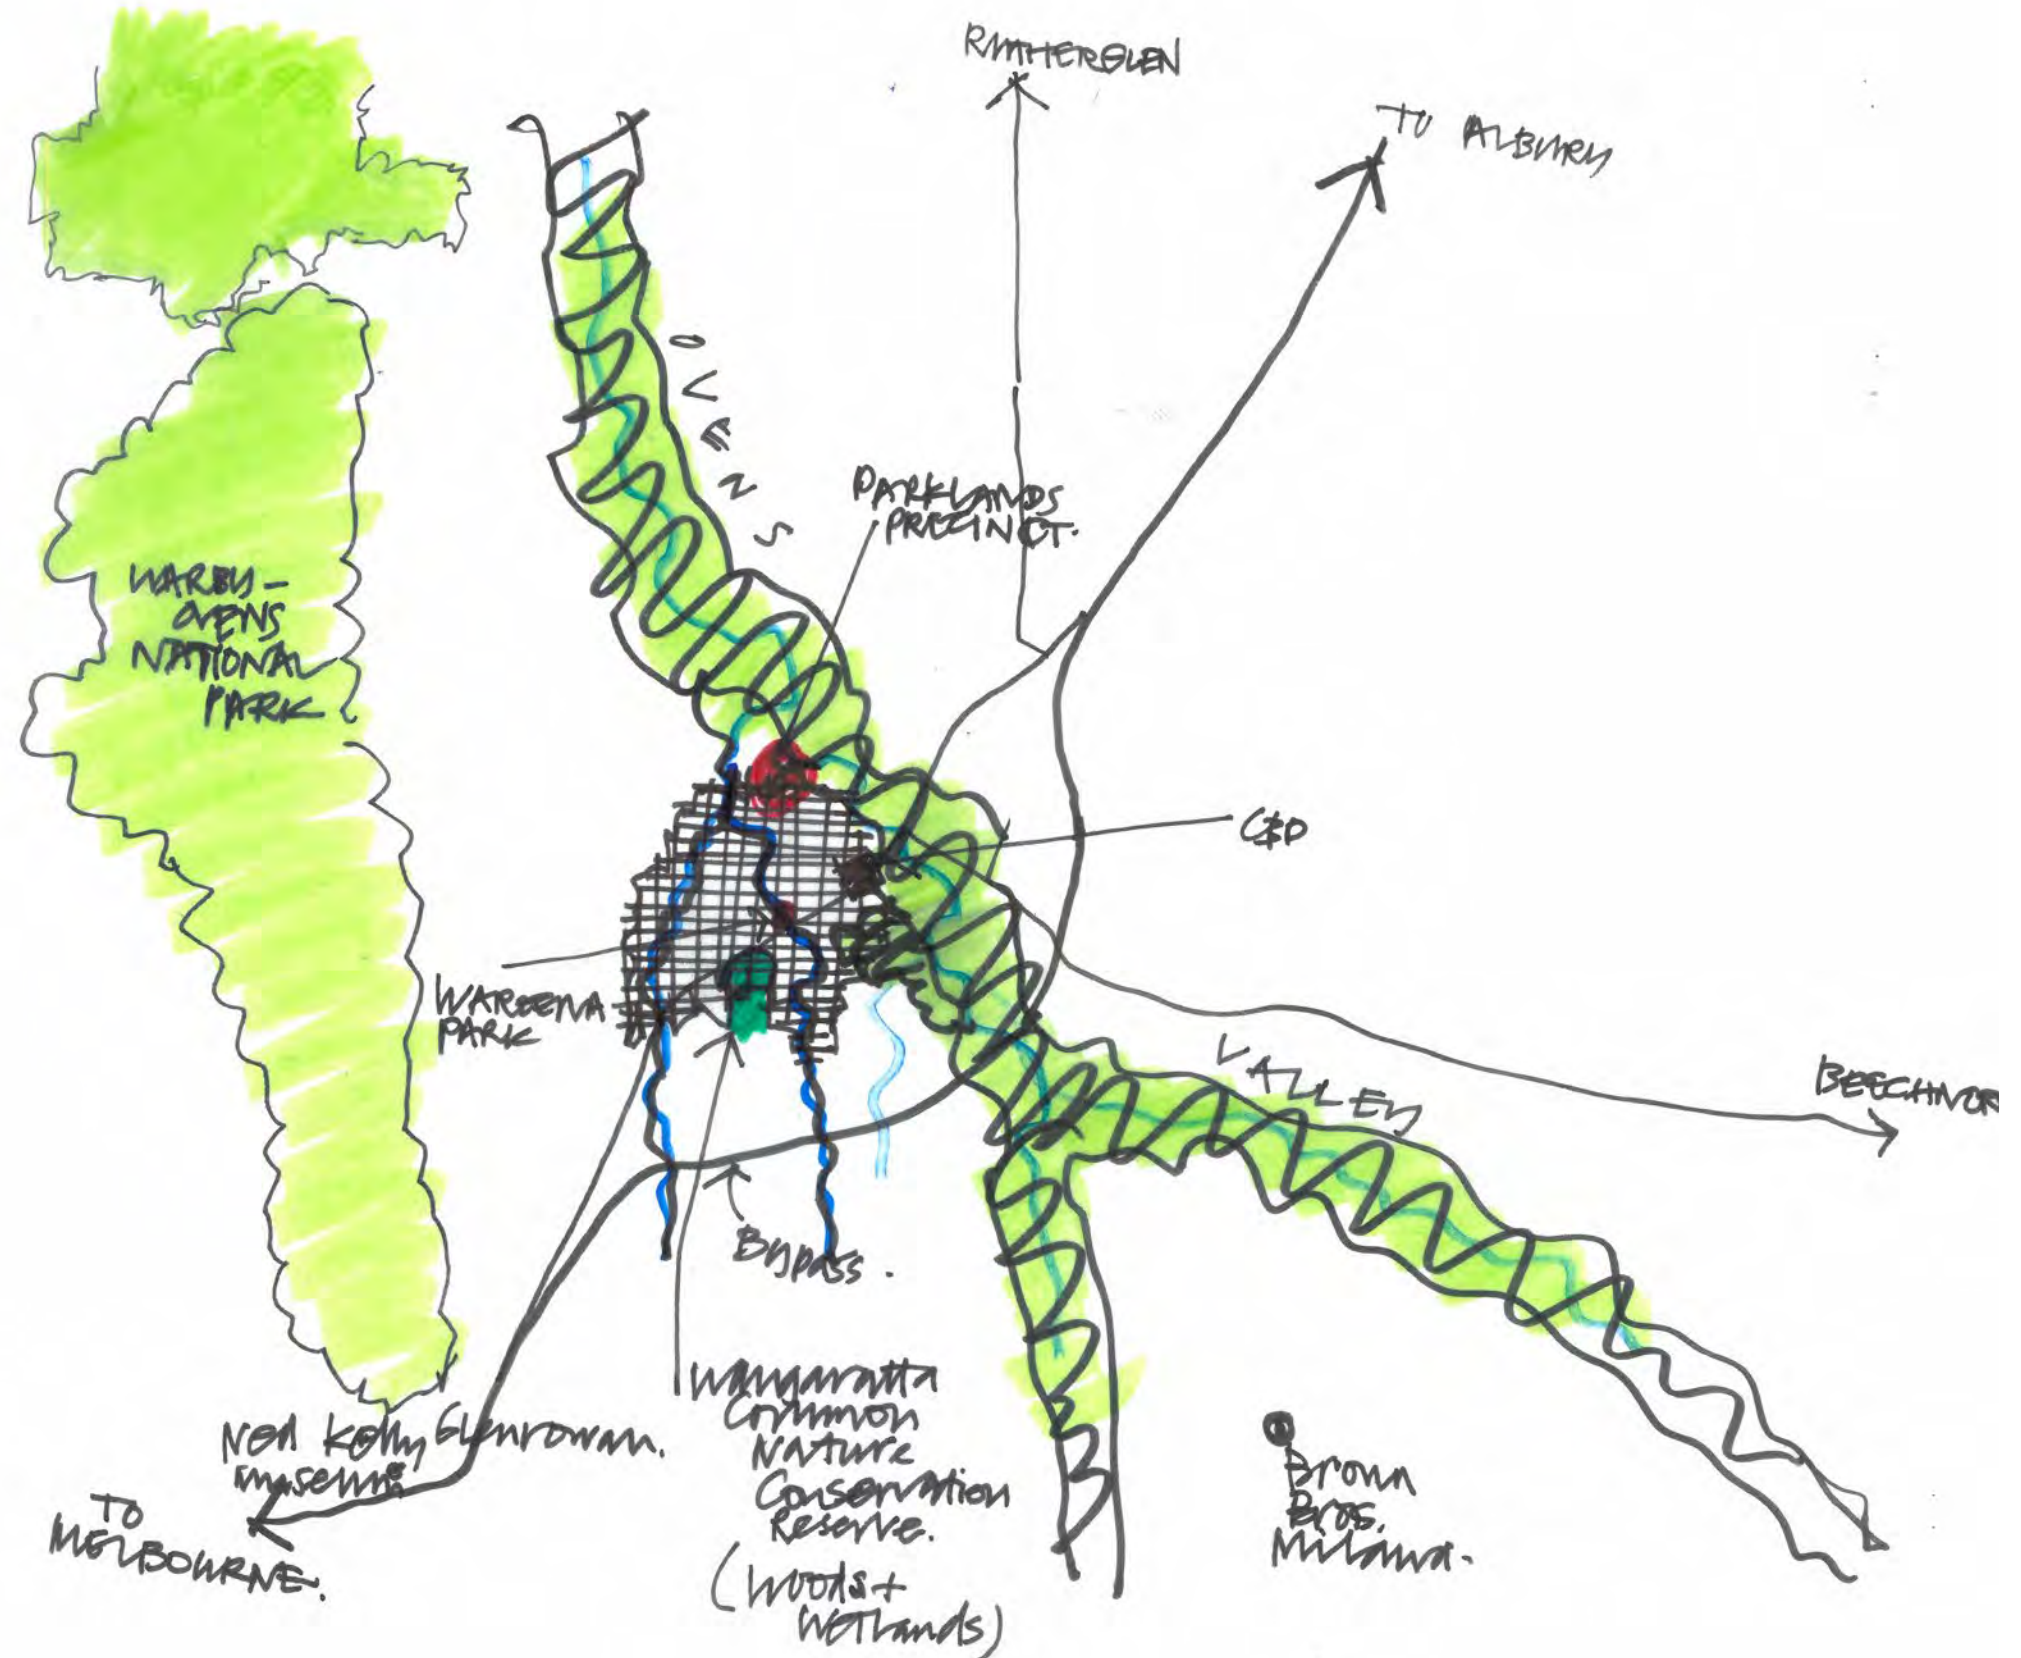 RUTHERGLEN
TO ALBURY
OVENS
PARKLANDS
PRECINCT.
WARBY-
OVENS
NATIONAL
PARK
CBD
WAREENA
PARK
VALLEY
BEECHWOR
Bypass.
Wangaratta
Common
Nature
Conservation
Reserve.
(Woods +
Wetlands)
Ned Kelly Glenrowan.
museum
TO
MELBOURNE.
Brown
Bros.
Milawa.